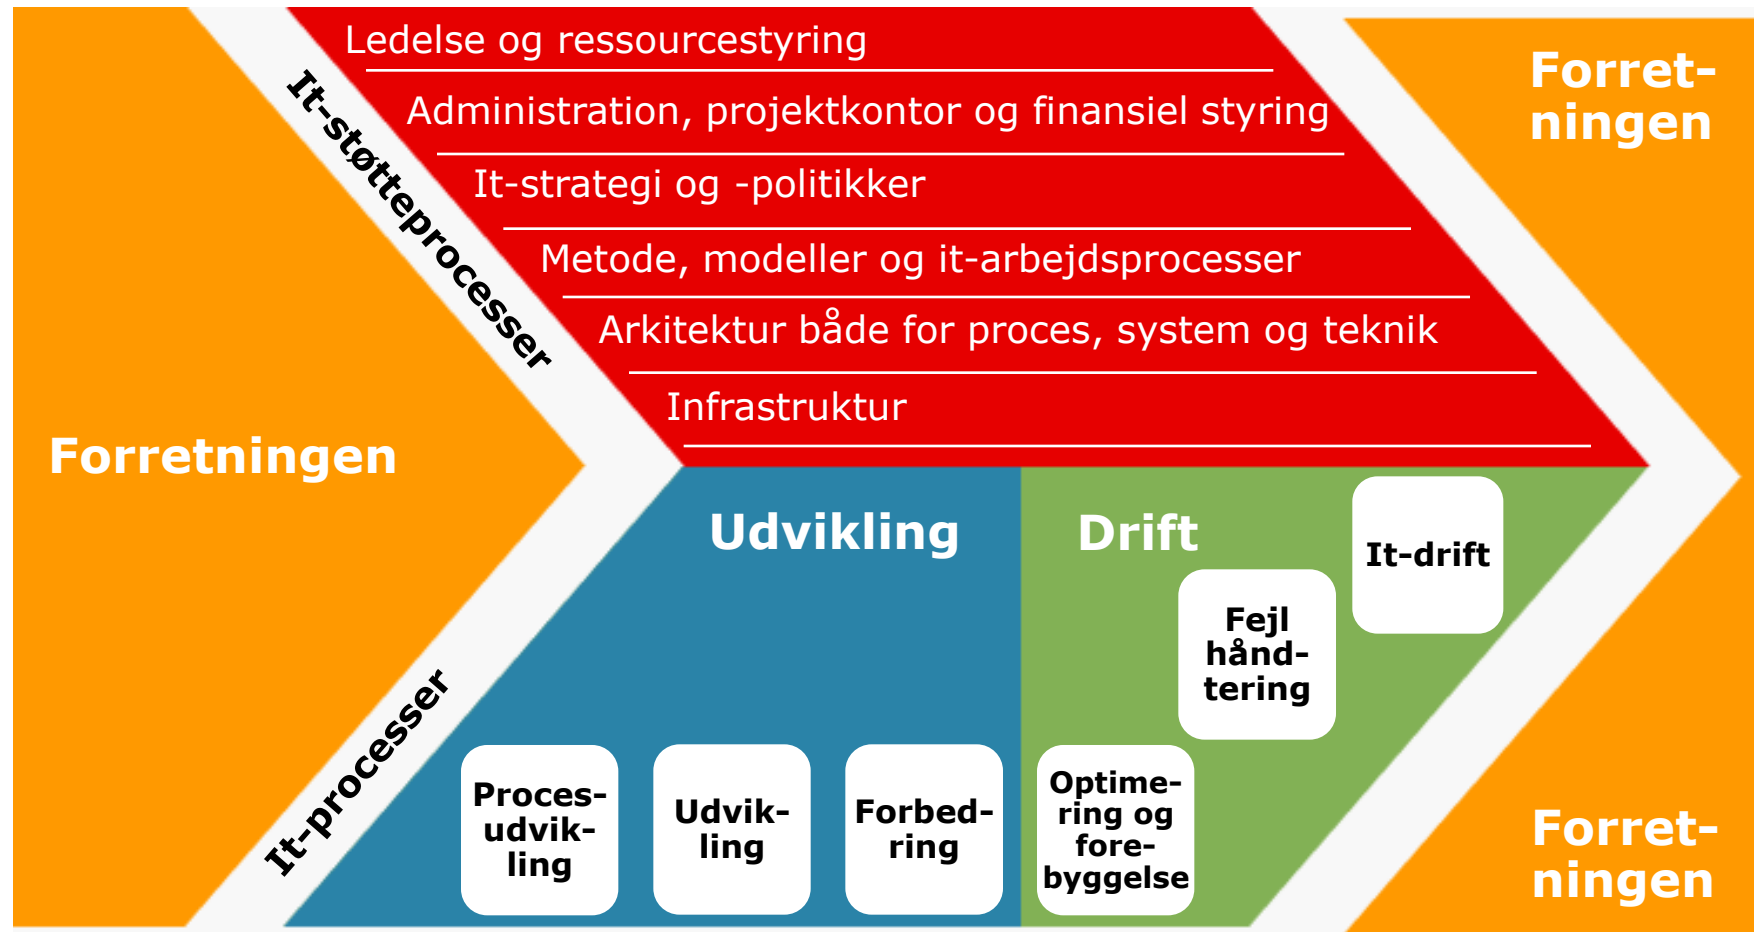 Ledelse og ressourcestyring
Administration, projektkontor og finansiel styring
It-strategi og -politikker
Metode, modeller og it-arbejdsprocesser
Arkitektur både for proces, system og teknik
Infrastruktur
It-støtteprocesser
Forret-
ningen
Forretningen
Udvikling
Drift
It-drift
Fejl
hånd-
tering
It-processer
Proces-
udvik-
ling
Udvik-
ling
Forbed-
ring
Optime-
ring og
fore-
byggelse
Forret-
ningen